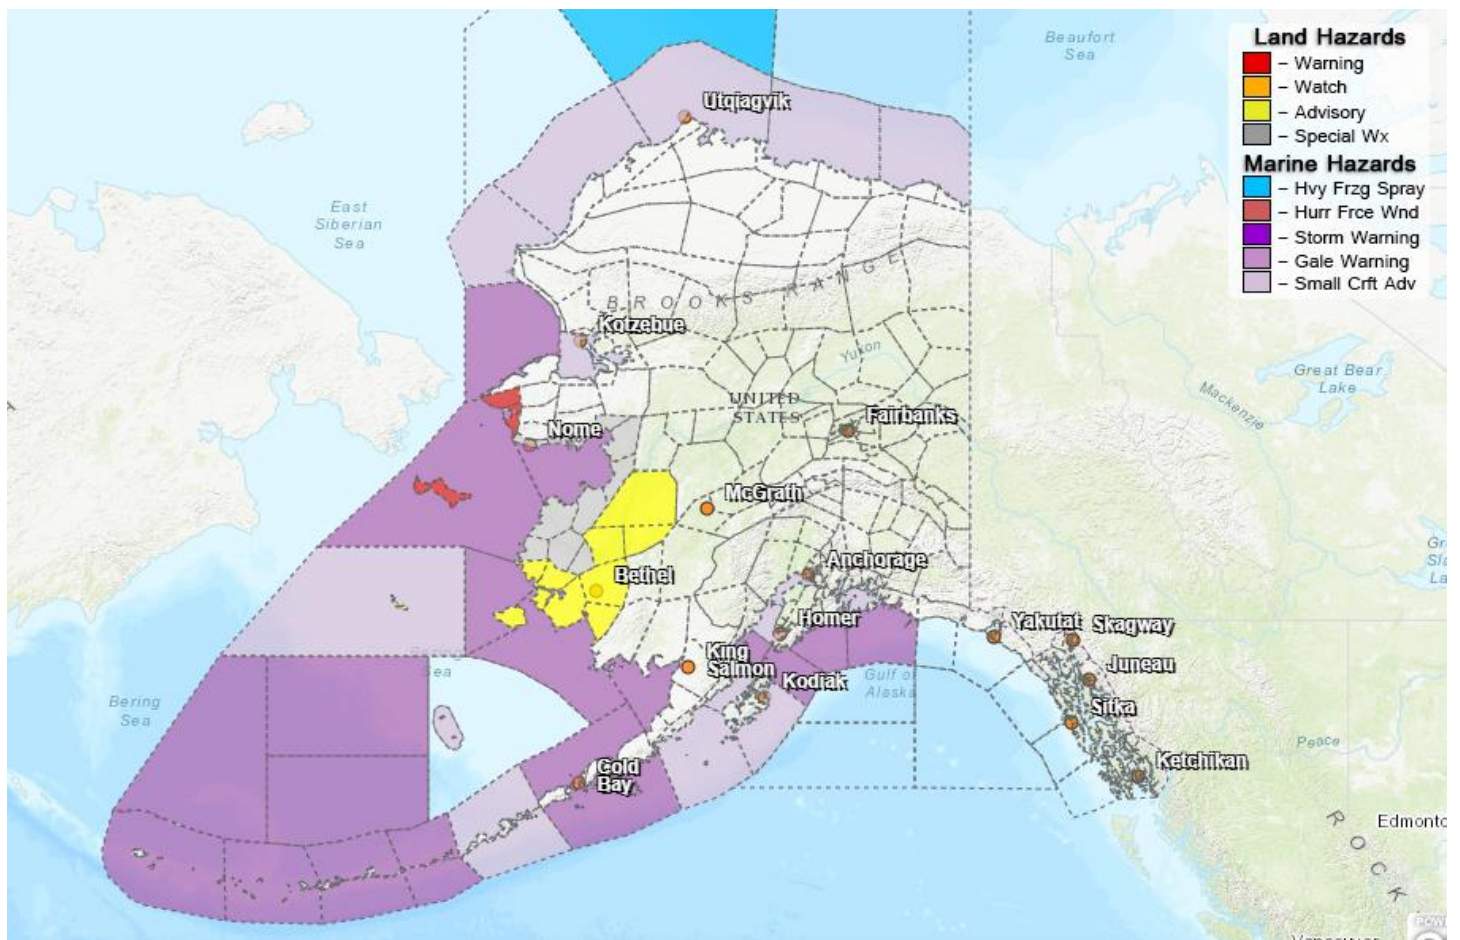 Land Hazards
– Warning
– Watch
– Advisory
– Special Wx
Marine Hazards
– Hvy Frzg Spray
– Hurr Frce Wnd
– Storm Warning
– Gale Warning
– Small Crft Adv
Beaufort
Sea
Utqiagvik
East
Siberian
Sea
BROOKS RANGE
Kotzebue
Yukon
Great Bear
Lake
Mackenzie
UNITED
STATES
Fairbanks
Nome
McGrath
Anchorage
Bethel
Homer
Yakutat
Skagway
King
Salmon
Juneau
Kodiak
Gulf of
Alaska
Sea
Bering
Sea
Sitka
Peace
Ketchikan
Cold
Bay
Edmonto
ROCK
POW